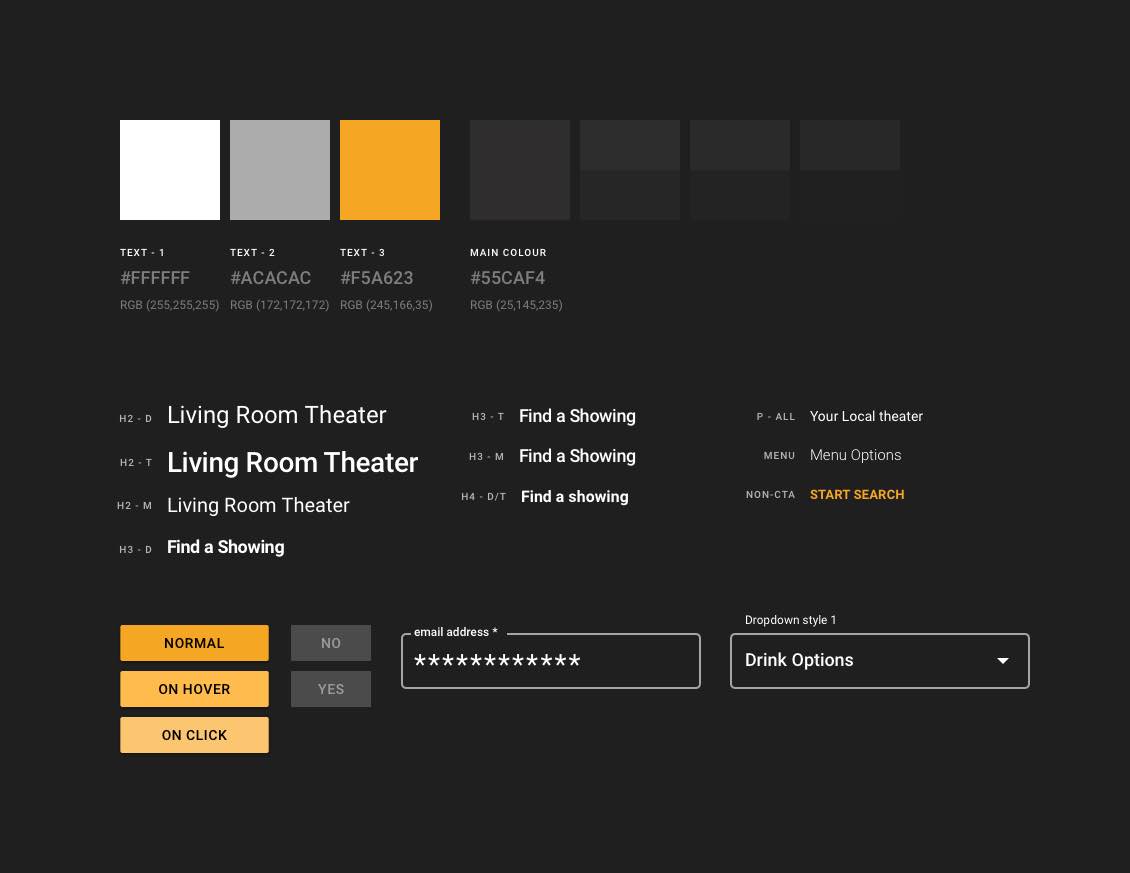 TEXT - 1
TEXT - 2
TEXT - 3
MAIN COLOUR
#FFFFFF
#ACACAC
#F5A623
#55CAF4
RGB (255,255,255)
RGB (172,172,172)
RGB (245,166,35)
RGB (25,145,235)
H2 - D Living Room Theater
H2 - T Living Room Theater
H2 - M Living Room Theater
H3 - D Find a Showing
H3 - T Find a Showing
H3 - M Find a Showing
H4 - D/T Find a showing
P - ALL Your Local theater
MENU Menu Options
NON-CTA START SEARCH
NORMAL
ON HOVER
ON CLICK
NO
YES
email address *
************
Dropdown style 1
Drink Options